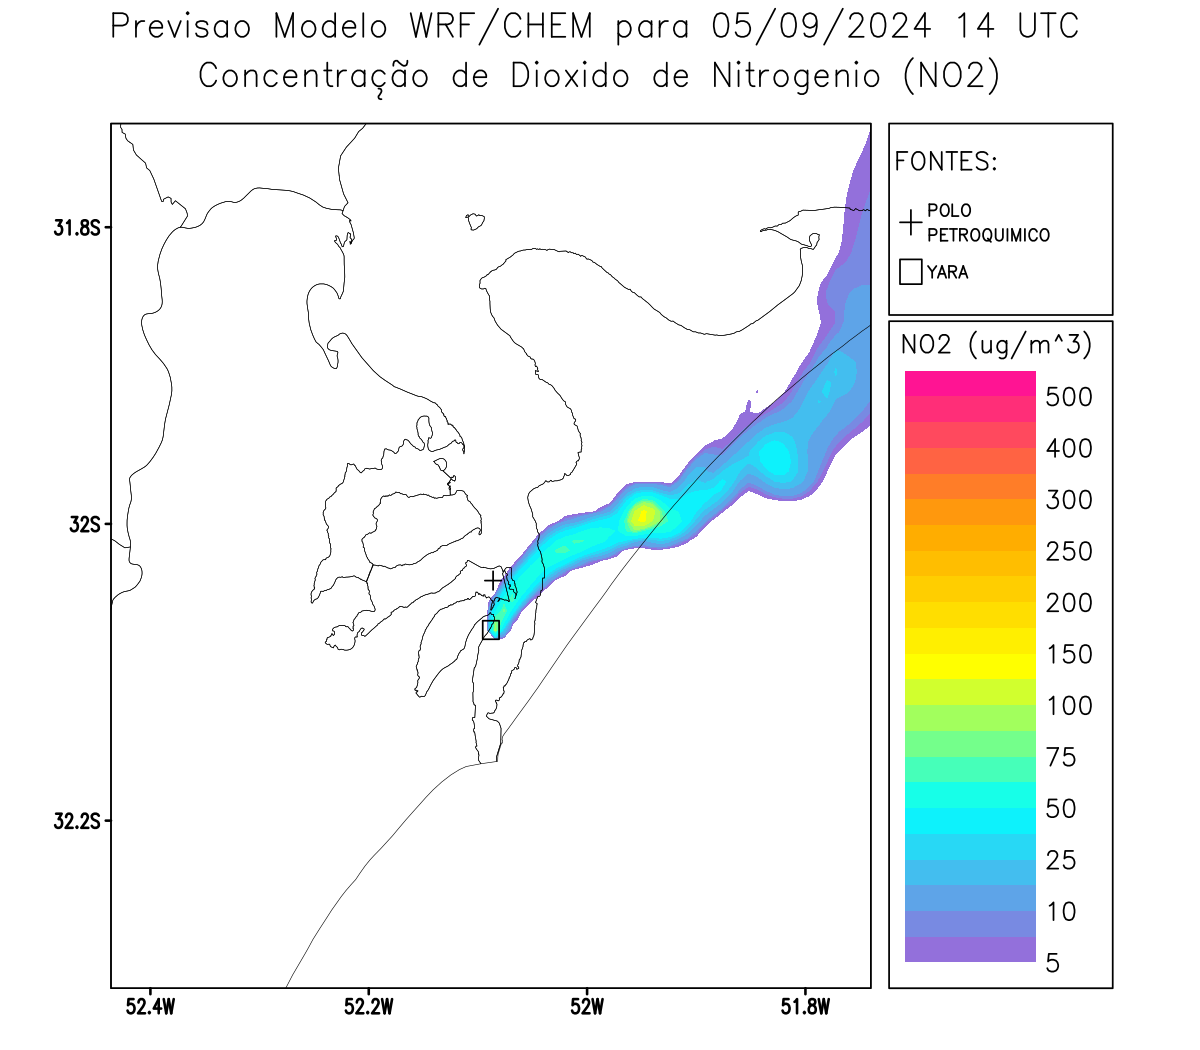 Previsao Modelo WRF/CHEM para 05/09/2024 14 UTC
Concentração de Dioxido de Nitrogenio (NO2)
FONTES:
POLO
PETROQUIMICO
YARA
NO2 (ug/m^3)
500
400
300
250
200
150
100
75
50
25
10
5
31.8S
32S
32.2S
52.4W
52.2W
52W
51.8W